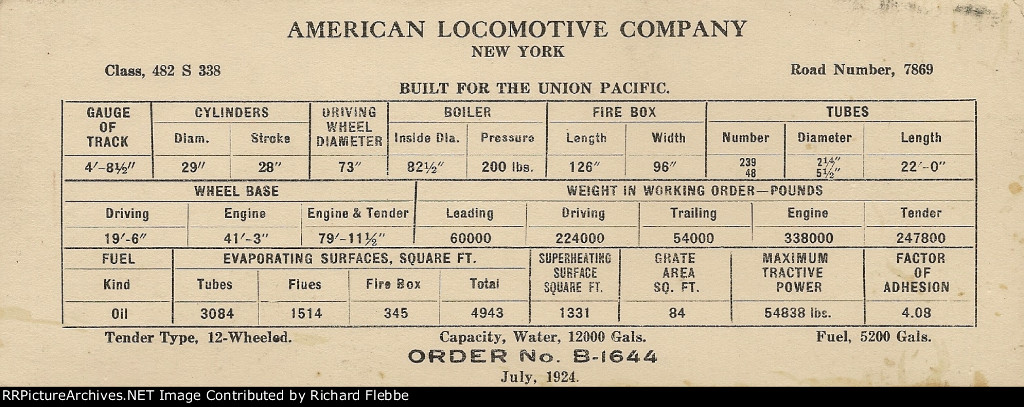 AMERICAN LOCOMOTIVE COMPANY
NEW YORK
Class, 482 S 338 Road Number, 7869
BUILT FOR THE UNION PACIFIC.
GAUGE OF TRACK CYLINDERS DRIVING WHEEL DIAMETER BOILER FIRE BOX TUBES
Diam. Stroke Inside Dia. Pressure Length Width Number Diameter Length
4'-8½" 29" 28" 73" 82½" 200 lbs. 126" 96" 239 48 2¼" 5½" 22'-0"
WHEEL BASE WEIGHT IN WORKING ORDER—POUNDS
Driving Engine Engine & Tender Leading Driving Trailing Engine Tender
19'-6" 41'-3" 79'-11½" 60000 224000 54000 338000 247800
FUEL EVAPORATING SURFACES, SQUARE FT. SUPERHEATING SURFACE SQUARE FT. GRATE AREA SQ. FT. MAXIMUM TRACTIVE POWER FACTOR OF ADHESION
Kind Tubes Flues Fire Box Total
Oil 3084 1514 345 4943 1331 84 54838 lbs. 4.08
Tender Type, 12-Wheeled. Capacity, Water, 12000 Gals. Fuel, 5200 Gals.
ORDER No. B-1644
July, 1924.
RRPictureArchives.NET Image Contributed by Richard Flebbe